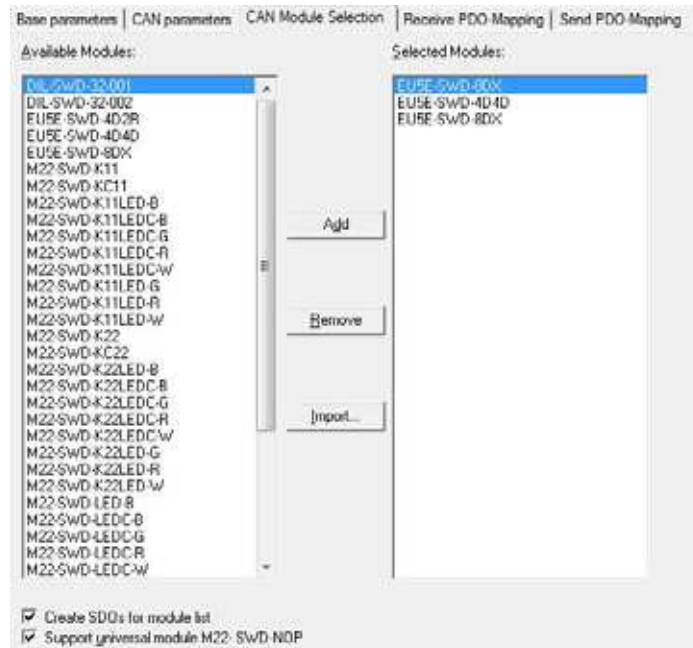 Base parameters CAN parameters CAN Module Selection Receive PDO-Mapping Send PDO-Mapping
Available Modules:
DIL-SWD-32-001
DIL-SWD-32-002
EU5E-SWD-4D2R
EU5E-SWD-4D4D
EU5E-SWD-8DX
M22-SWD-K11
M22-SWD-KC11
M22-SWD-K11LED-B
M22-SWD-K11LEDC-B
M22-SWD-K11LEDC-G
M22-SWD-K11LEDC-R
M22-SWD-K11LEDC-W
M22-SWD-K11LED-G
M22-SWD-K11LED-R
M22-SWD-K11LED-W
M22-SWD-K22
M22-SWD-KC22
M22-SWD-K22LED-B
M22-SWD-K22LEDC-B
M22-SWD-K22LEDC-G
M22-SWD-K22LEDC-R
M22-SWD-K22LEDC-W
M22-SWD-K22LED-G
M22-SWD-K22LED-R
M22-SWD-K22LED-W
M22-SWD-LED-B
M22-SWD-LEDC-B
M22-SWD-LEDC-G
M22-SWD-LEDC-R
M22-SWD-LEDC-W
Add
Remove
Import...
Selected Modules:
EU5E-SWD-8DX
EU5E-SWD-4D4D
EU5E-SWD-8DX
Create SDOs for module list
Support universal module M22- SWD-NOP